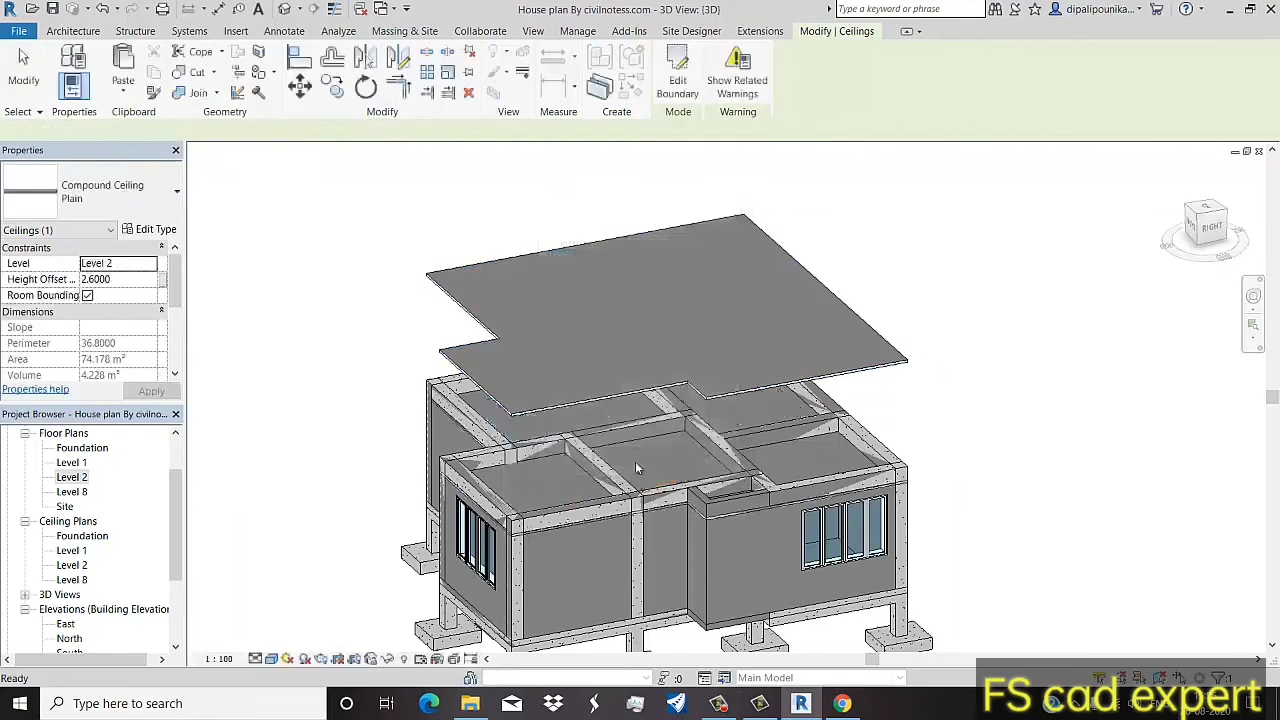 House plan By civilnotess.com - 3D View: {3D}
Type a keyword or phrase
dipalipounika...
File
Architecture
Structure
Systems
Insert
Annotate
Analyze
Massing & Site
Collaborate
View
Manage
Add-Ins
Site Designer
Extensions
Modify | Ceilings
Modify
Paste
Cope
Cut
Join
Edit
Boundary
Show Related
Warnings
Select
Properties
Clipboard
Geometry
Modify
View
Measure
Create
Mode
Warning
Properties
Compound Ceiling
Plain
Ceilings (1)
Edit Type
Constraints
Level
Level 2
Height Offset ...
2.6000
Room Bounding
Dimensions
Slope
Perimeter
36.8000
Area
74.178 m²
Volume
4.228 m³
Properties help
Apply
Project Browser - House plan By civilno...
Floor Plans
Foundation
Level 1
Level 2
Level 8
Site
Ceiling Plans
Foundation
Level 1
Level 2
Level 8
3D Views
Elevations (Building Elevation
East
North
RIGHT
1 : 100
Ready
:0
Main Model
Type here to search
FS cad expert